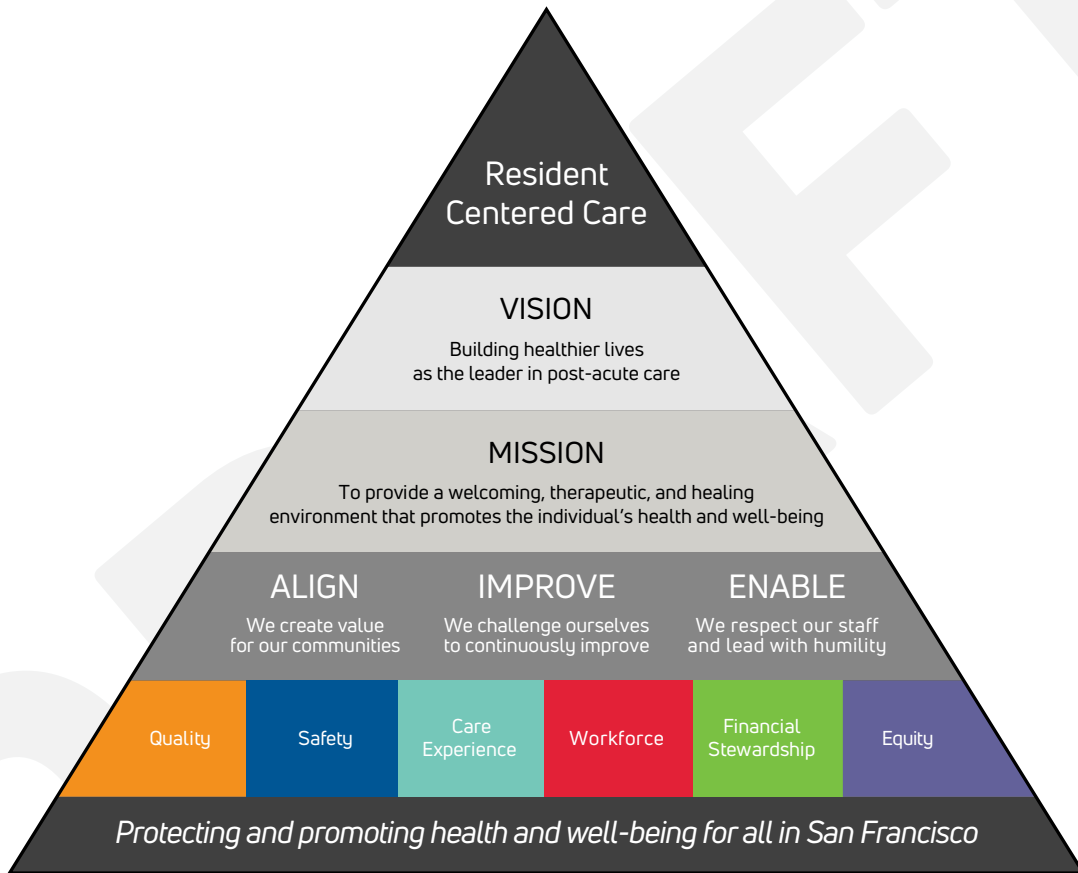 Resident
Centered Care
VISION
Building healthier lives
as the leader in post-acute care
MISSION
To provide a welcoming, therapeutic, and healing
environment that promotes the individual's health and well-being
ALIGN
We create value
for our communities
IMPROVE
We challenge ourselves
to continuously improve
ENABLE
We respect our staff
and lead with humility
Quality
Safety
Care
Experience
Workforce
Financial
Stewardship
Equity
Protecting and promoting health and well-being for all in San Francisco